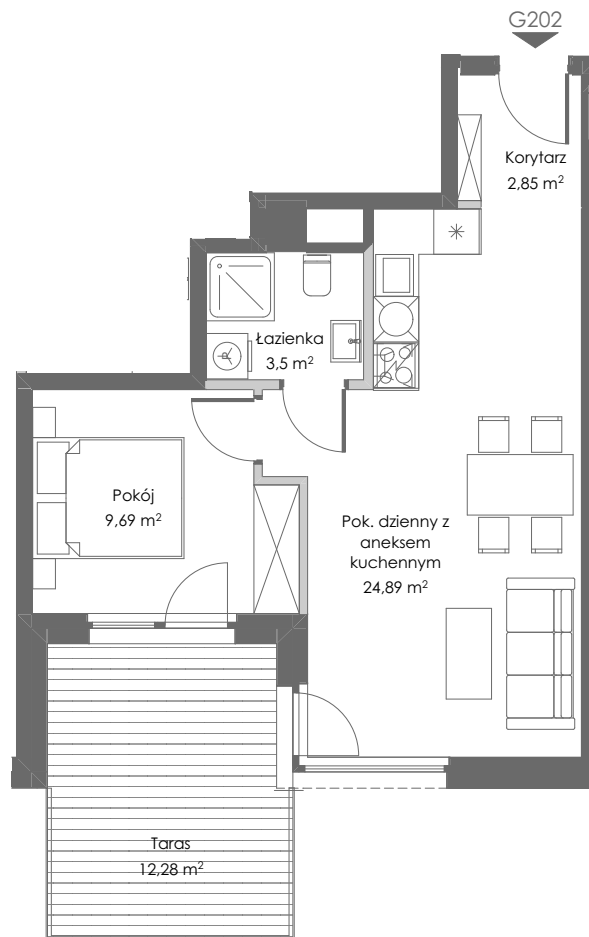 G202
Korytarz
2,85 m²
Łazienka
3,5 m²
Pokój
9,69 m²
Pok. dzienny z
aneksem
kuchennym
24,89 m²
Taras
12,28 m²